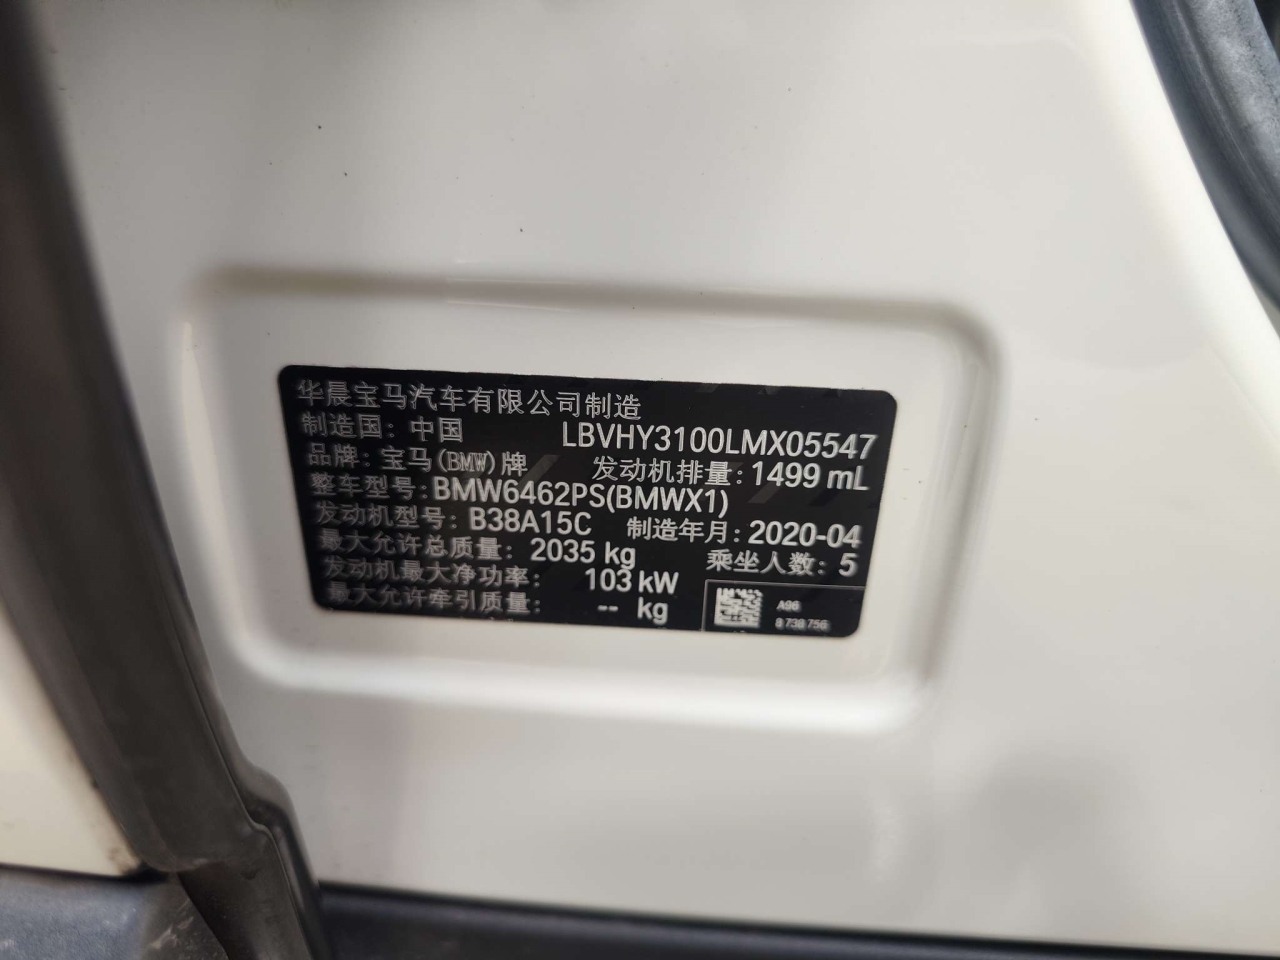 华晨宝马汽车有限公司制造
制造国：中国 LBVHY3100LMX05547
品牌：宝马(BMW)牌 发动机排量：1499 mL
整车型号：BMW6462PS(BMWX1)
发动机型号：B38A15C 制造年月：2020-04
最大允许总质量：2035 kg 乘坐人数：5
发动机最大净功率：103 kW
最大允许牵引质量：-- kg
A96
8 738 756